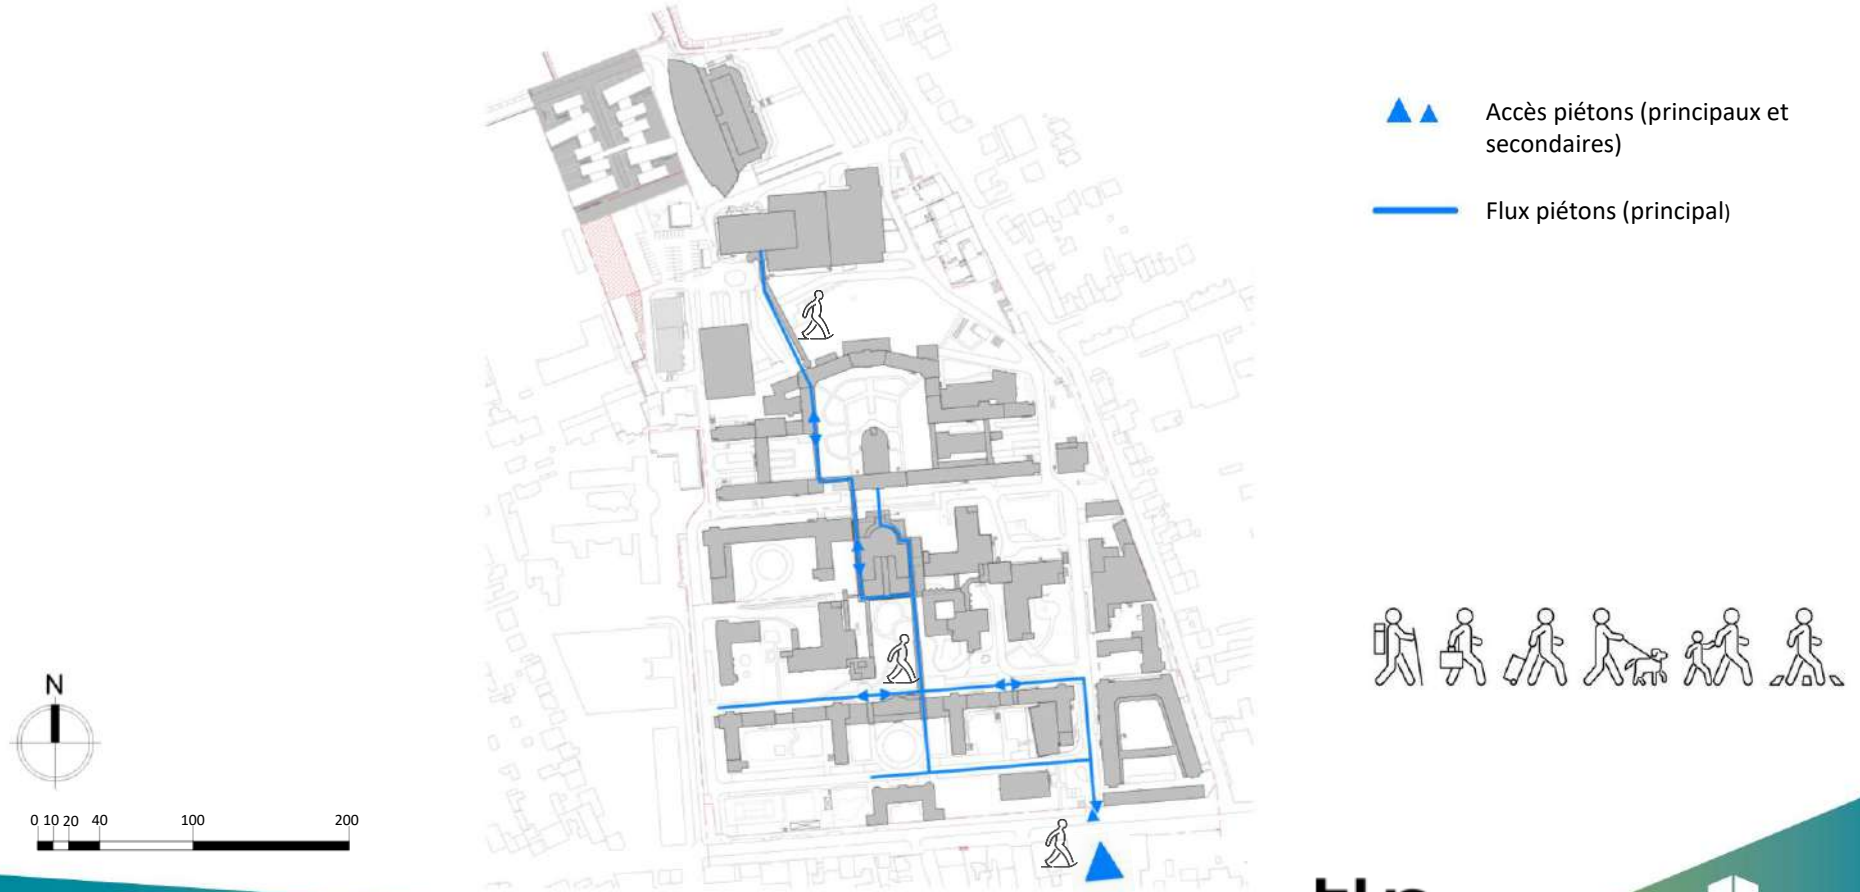 Accès piétons (principaux et
secondaires)
Flux piétons (principal)
N
0 10 20 40 100 200